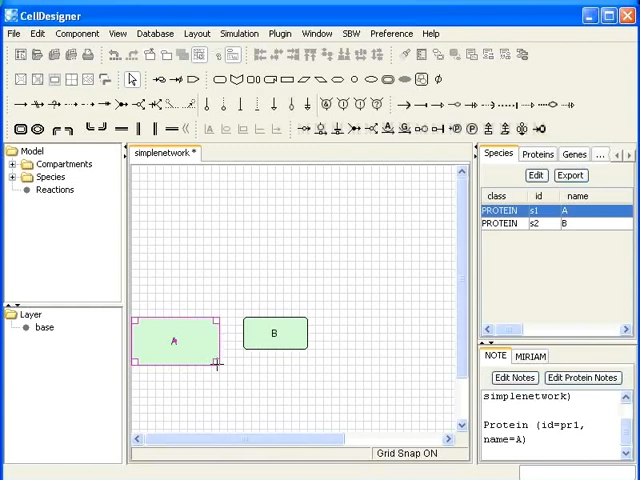 CellDesigner
File Edit Component View Database Layout Simulation Plugin Window SBW Preference Help
Model
Compartments
Species
Reactions
Layer
base
simplenetwork *
A
B
Grid Snap ON
Species Proteins Genes ...
Edit Export
class id name
PROTEIN s1 A
PROTEIN s2 B
NOTE MIRIAM
Edit Notes Edit Protein Notes
simplenetwork)
Protein (id=pr1,
name=A)